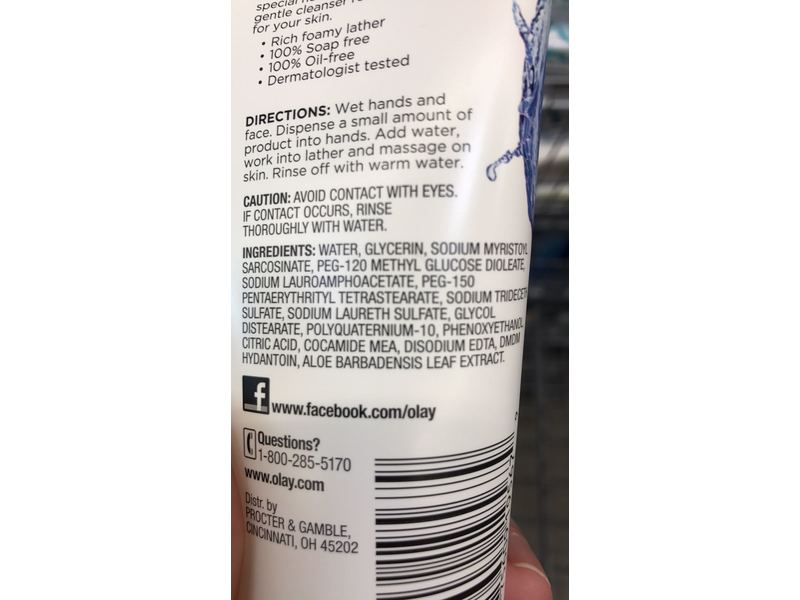 special
gentle cleanser
for your skin.
• Rich foamy lather
• 100% Soap free
• 100% Oil-free
• Dermatologist tested
DIRECTIONS: Wet hands and
face. Dispense a small amount of
product into hands. Add water,
work into lather and massage on
skin. Rinse off with warm water.
CAUTION: AVOID CONTACT WITH EYES.
IF CONTACT OCCURS, RINSE
THOROUGHLY WITH WATER.
INGREDIENTS: WATER, GLYCERIN, SODIUM MYRISTOYL
SARCOSINATE, PEG-120 METHYL GLUCOSE DIOLEATE,
SODIUM LAUROAMPHOACETATE, PEG-150
PENTAERYTHRITYL TETRASTEARATE, SODIUM TRIDECETH
SULFATE, SODIUM LAURETH SULFATE, GLYCOL
DISTEARATE, POLYQUATERNIUM-10, PHENOXYETHANOL,
CITRIC ACID, COCAMIDE MEA, DISODIUM EDTA, DMDM
HYDANTOIN, ALOE BARBADENSIS LEAF EXTRACT.
f www.facebook.com/olay
Questions?
1-800-285-5170
www.olay.com
Distr. by
PROCTER & GAMBLE,
CINCINNATI, OH 45202